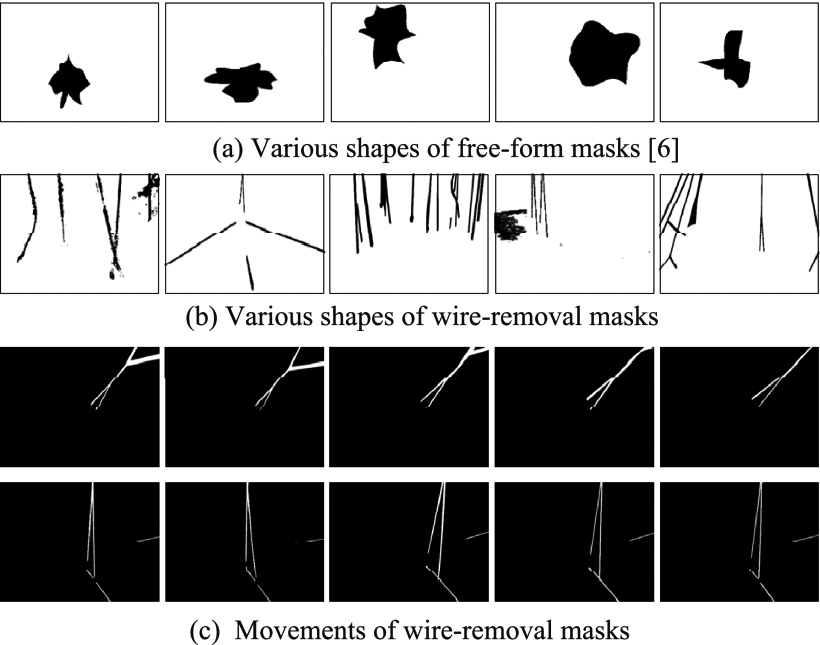 (a) Various shapes of free-form masks [6]
(b) Various shapes of wire-removal masks
(c) Movements of wire-removal masks